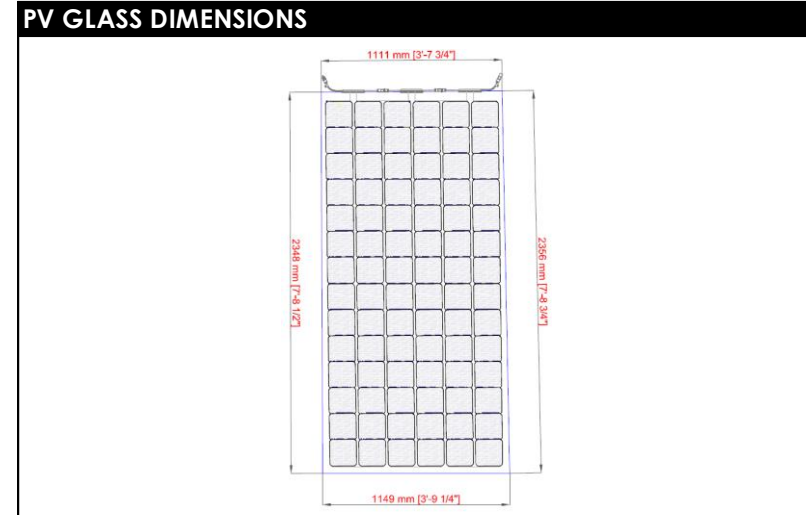 PV GLASS DIMENSIONS
1111 mm [3'-7 3/4"]
2348 mm [7'-8 1/2"]
2356 mm [7'-8 3/4"]
1149 mm [3'-9 1/4"]